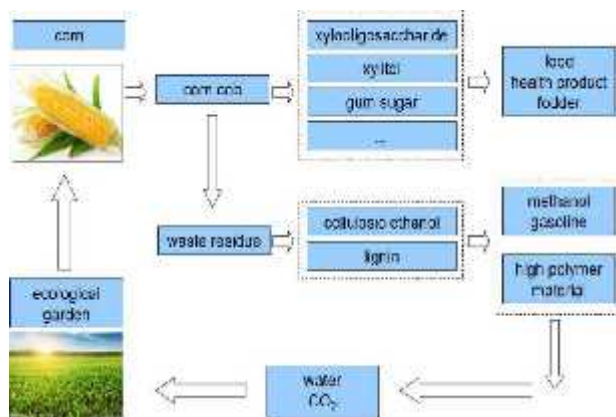 corn
xylooligosaccharide
xylitol
gum sugar
...
food
health product
fodder
corn cob
waste residue
cellulosic ethanol
lignin
methanol
gasoline
high polymer
material
ecological
garden
water
CO₂